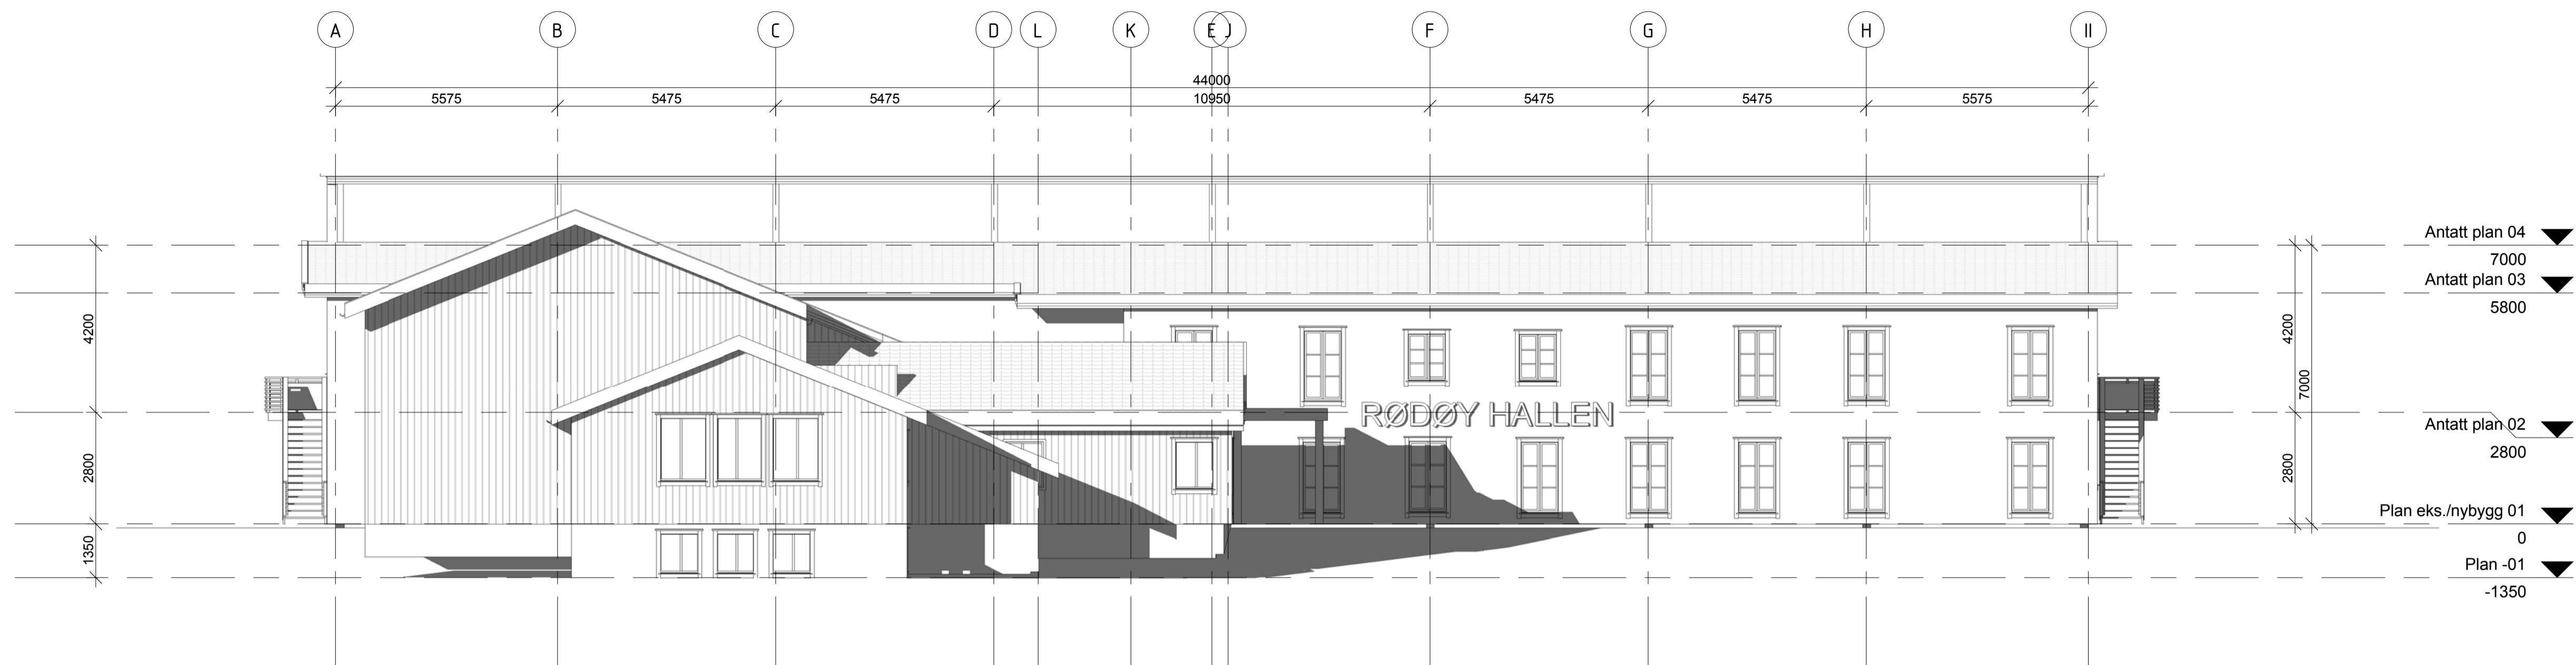 A B C D L K E J F G H II
44000
5575 5475 5475 10950 5475 5475 5575
Antatt plan 04
7000
Antatt plan 03
5800
4200
4200
7000
RØDØY HALLEN
Antatt plan 02
2800
2800
2800
Plan eks./nybygg 01
0
1350
Plan -01
-1350